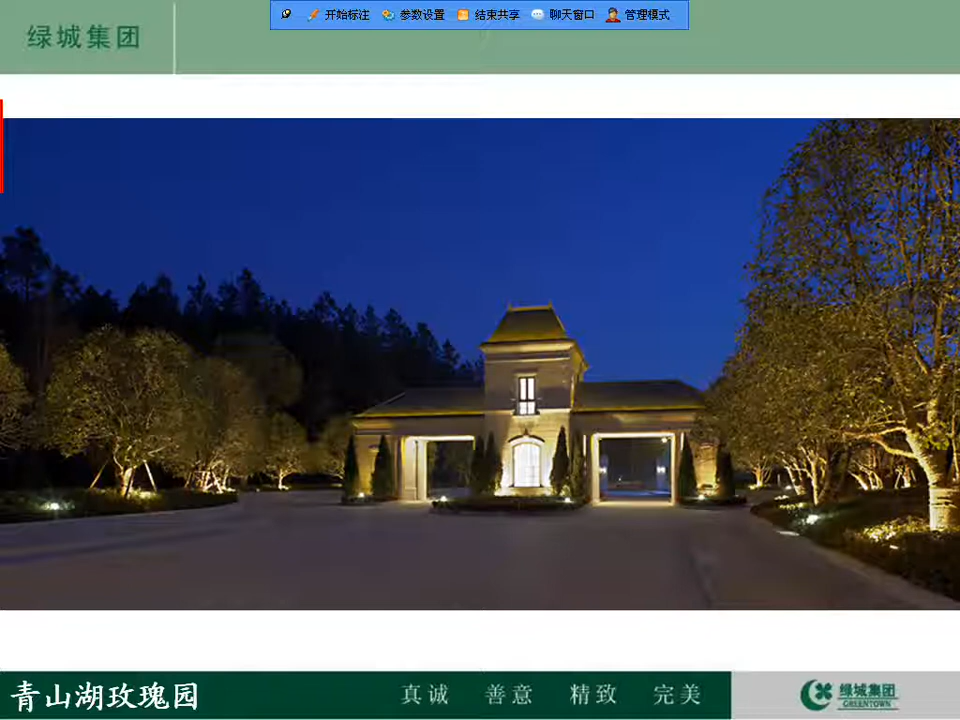 开始标注 参数设置 结束共享 聊天窗口 管理模式
绿城集团
青山湖玫瑰园
真诚 善意 精致 完美
绿城集团
GREENTOWN